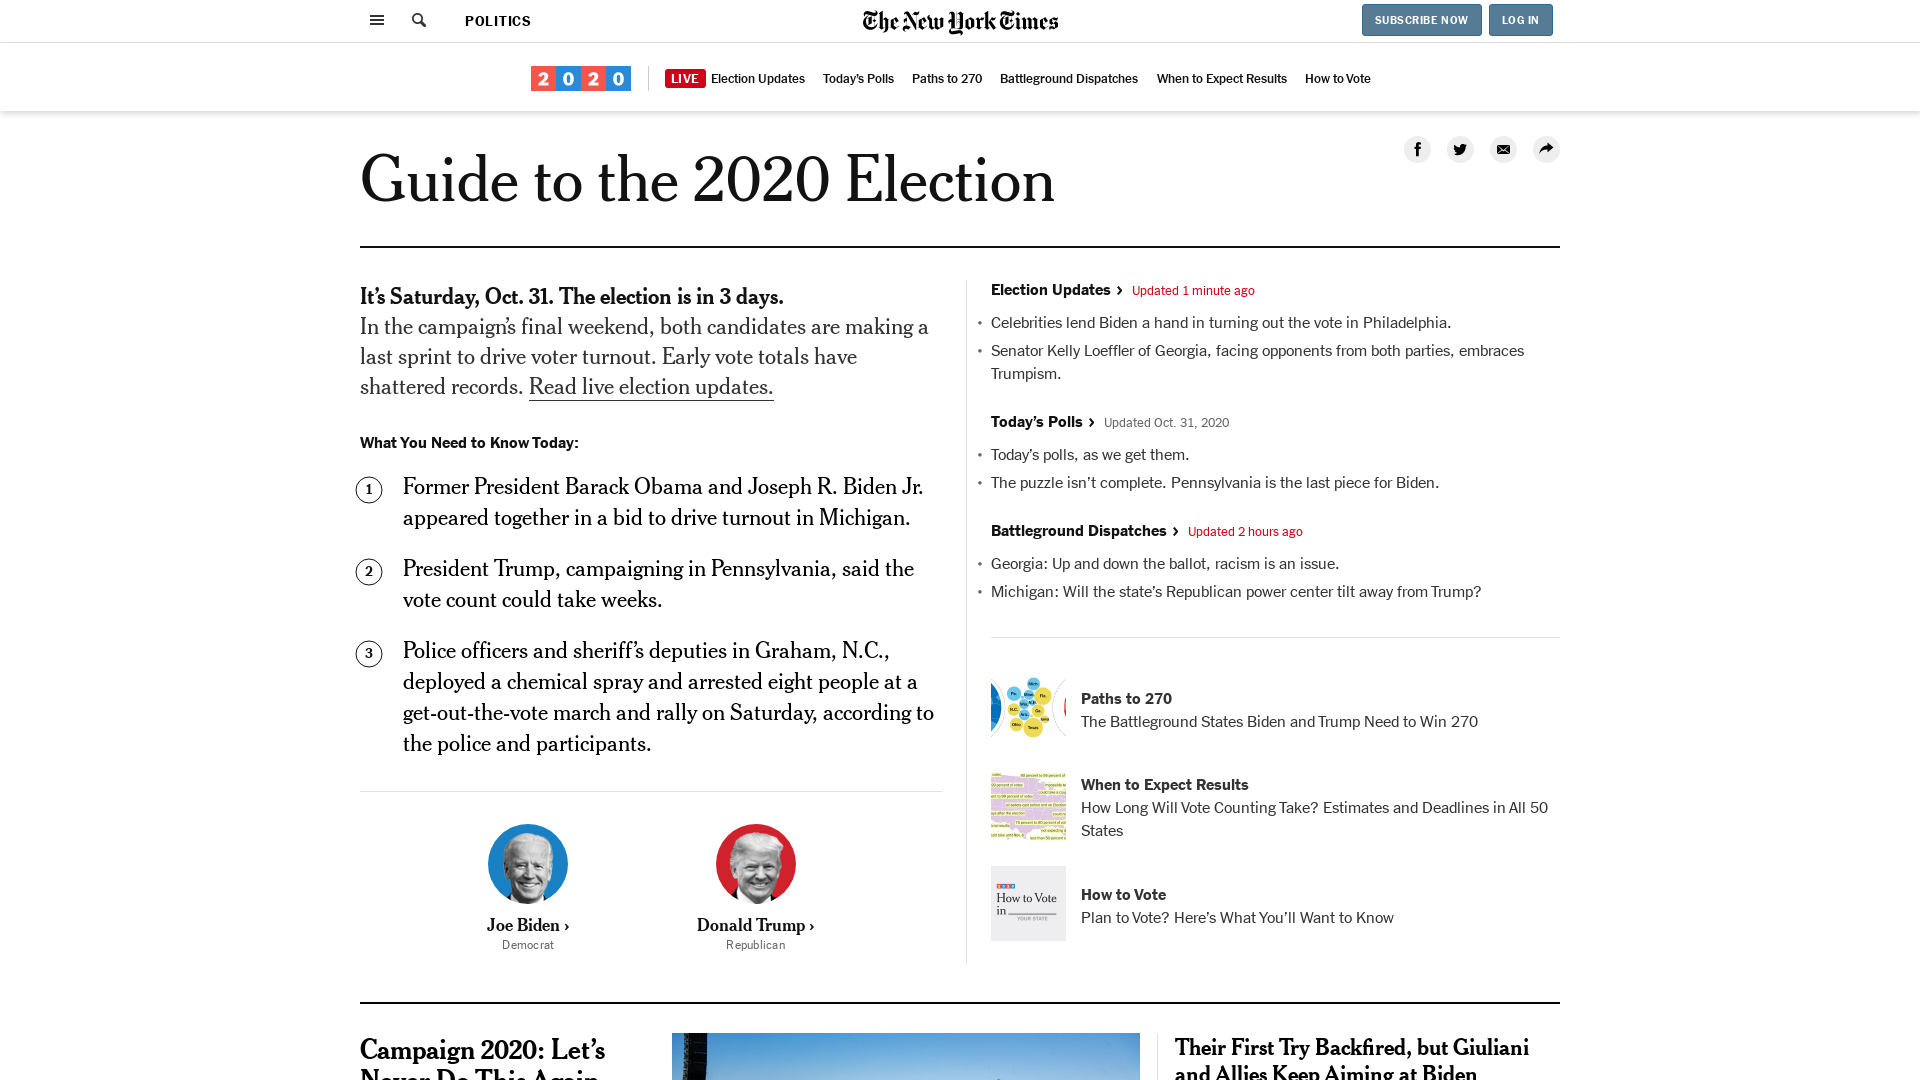 POLITICS
The New York Times
SUBSCRIBE NOW
LOG IN
2020
LIVE Election Updates
Today's Polls
Paths to 270
Battleground Dispatches
When to Expect Results
How to Vote
Guide to the 2020 Election
It's Saturday, Oct. 31. The election is in 3 days.
In the campaign's final weekend, both candidates are making a
last sprint to drive voter turnout. Early vote totals have
shattered records. Read live election updates.
What You Need to Know Today:
1 Former President Barack Obama and Joseph R. Biden Jr.
appeared together in a bid to drive turnout in Michigan.
2 President Trump, campaigning in Pennsylvania, said the
vote count could take weeks.
3 Police officers and sheriff's deputies in Graham, N.C.,
deployed a chemical spray and arrested eight people at a
get-out-the-vote march and rally on Saturday, according to
the police and participants.
Joe Biden ›
Democrat
Donald Trump ›
Republican
Election Updates › Updated 1 minute ago
• Celebrities lend Biden a hand in turning out the vote in Philadelphia.
• Senator Kelly Loeffler of Georgia, facing opponents from both parties, embraces
Trumpism.
Today's Polls › Updated Oct. 31, 2020
• Today's polls, as we get them.
• The puzzle isn't complete. Pennsylvania is the last piece for Biden.
Battleground Dispatches › Updated 2 hours ago
• Georgia: Up and down the ballot, racism is an issue.
• Michigan: Will the state's Republican power center tilt away from Trump?
Paths to 270
The Battleground States Biden and Trump Need to Win 270
When to Expect Results
How Long Will Vote Counting Take? Estimates and Deadlines in All 50
States
How to Vote
in
YOUR STATE
How to Vote
Plan to Vote? Here's What You'll Want to Know
Campaign 2020: Let's
Never Do This Again
Their First Try Backfired, but Giuliani
and Allies Keep Aiming at Biden